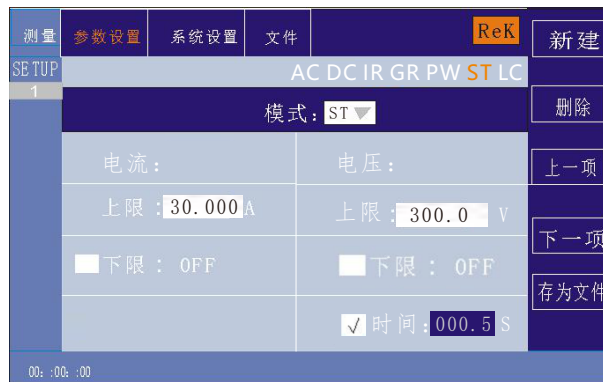 测量 参数设置 系统设置 文件 ReK 新建
SETUP AC DC IR GR PW ST LC
1
模式：ST 删除
电流： 电压： 上一项
上限：30.000 A 上限：300.0 V
下限：OFF 下限：OFF 下一项
√ 时间：000.5 S 存为文件
00：:00：:00